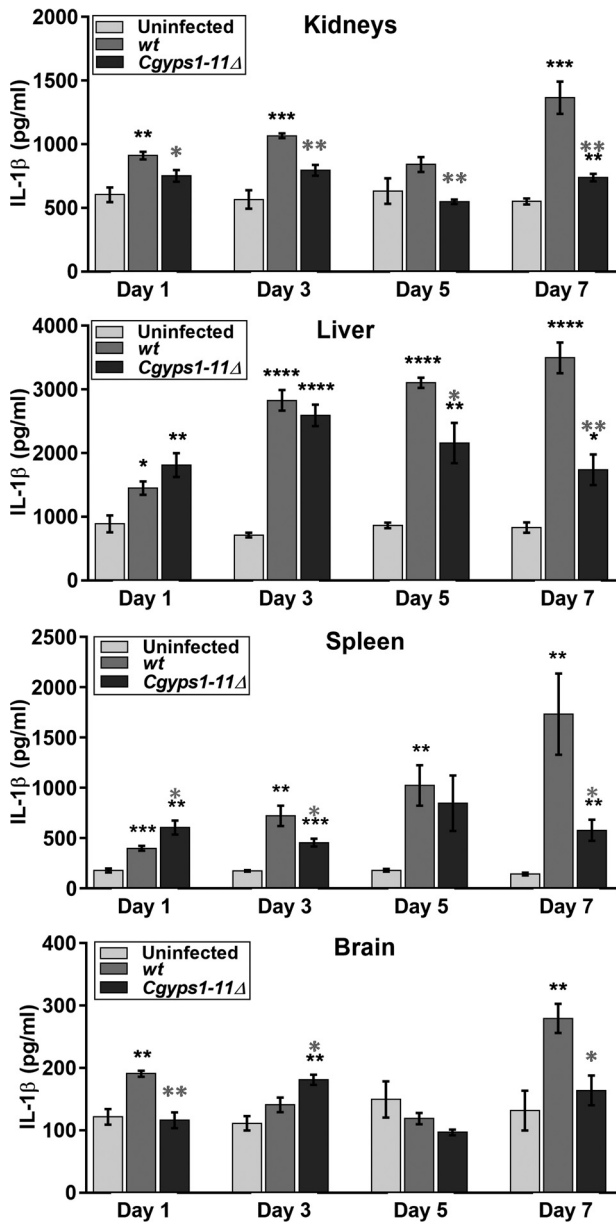 Kidneys
Uninfected
wt
Cgyps1-11Δ
IL-1β (pg/ml)
2000
1500
1000
500
0
** * *** ** ** *** ** **
Day 1 Day 3 Day 5 Day 7
Liver
Uninfected
wt
Cgyps1-11Δ
IL-1β (pg/ml)
4000
3000
2000
1000
0
* ** **** **** **** * ** **** ** *
Day 1 Day 3 Day 5 Day 7
Spleen
Uninfected
wt
Cgyps1-11Δ
IL-1β (pg/ml)
2500
2000
1500
1000
500
0
*** * ** ** * *** ** ** * **
Day 1 Day 3 Day 5 Day 7
Brain
Uninfected
wt
Cgyps1-11Δ
IL-1β (pg/ml)
400
300
200
100
0
** ** * ** ** *
Day 1 Day 3 Day 5 Day 7